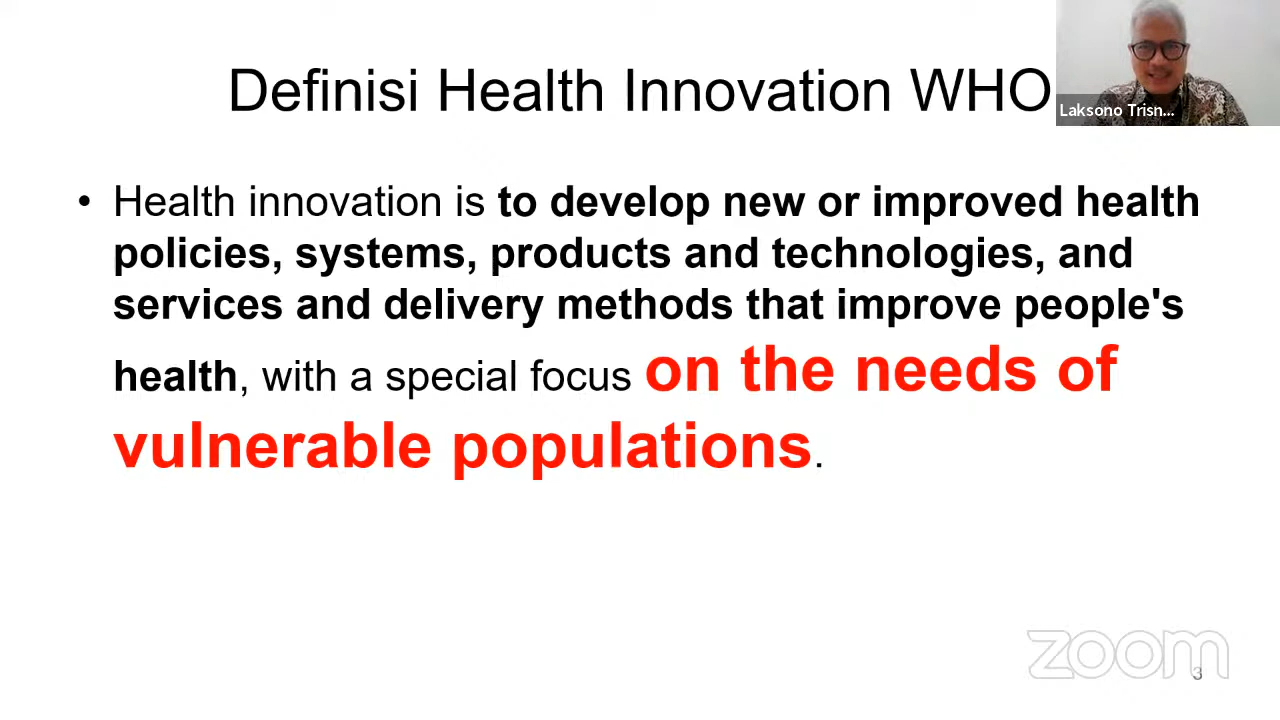 Definisi Health Innovation WHO
Laksono Trisn...
• Health innovation is to develop new or improved health
policies, systems, products and technologies, and
services and delivery methods that improve people's
health, with a special focus on the needs of
vulnerable populations.
zoom
3